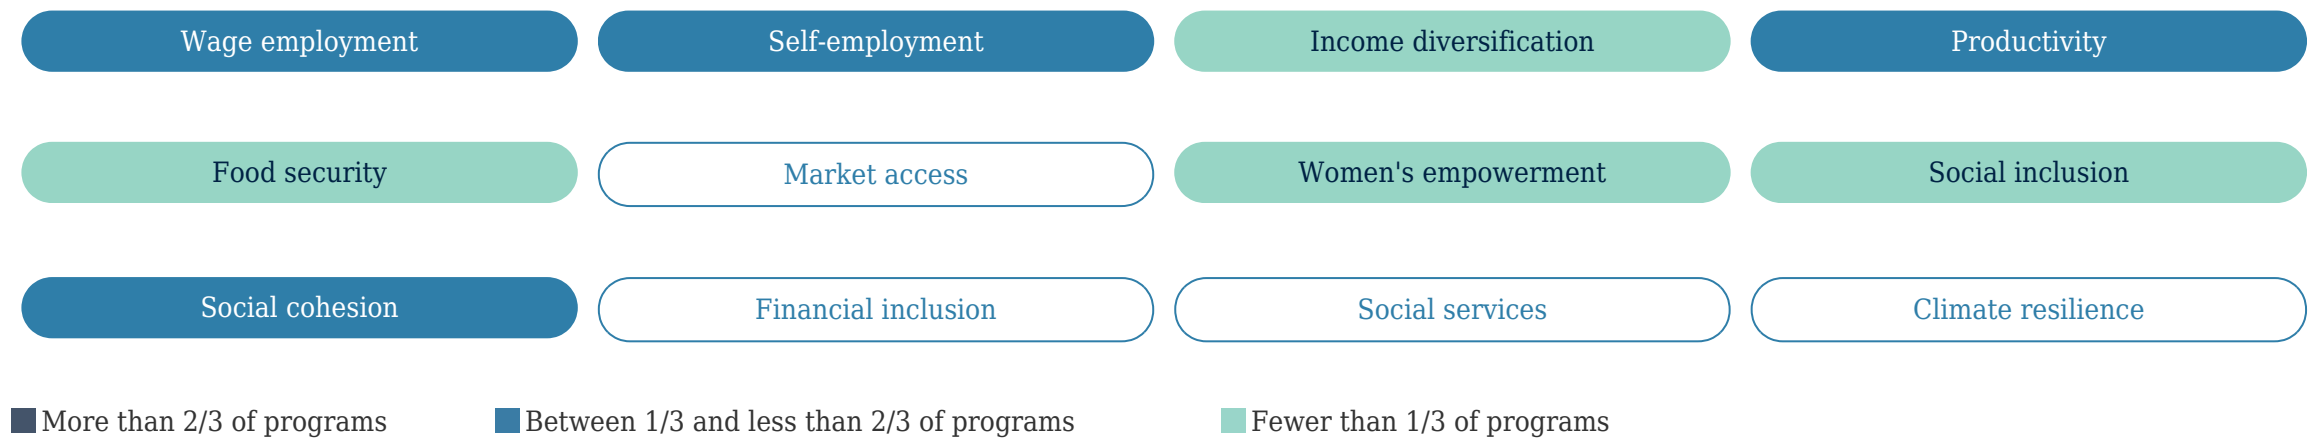 Wage employment
Self-employment
Income diversification
Productivity
Food security
Market access
Women's empowerment
Social inclusion
Social cohesion
Financial inclusion
Social services
Climate resilience
More than 2/3 of programs
Between 1/3 and less than 2/3 of programs
Fewer than 1/3 of programs